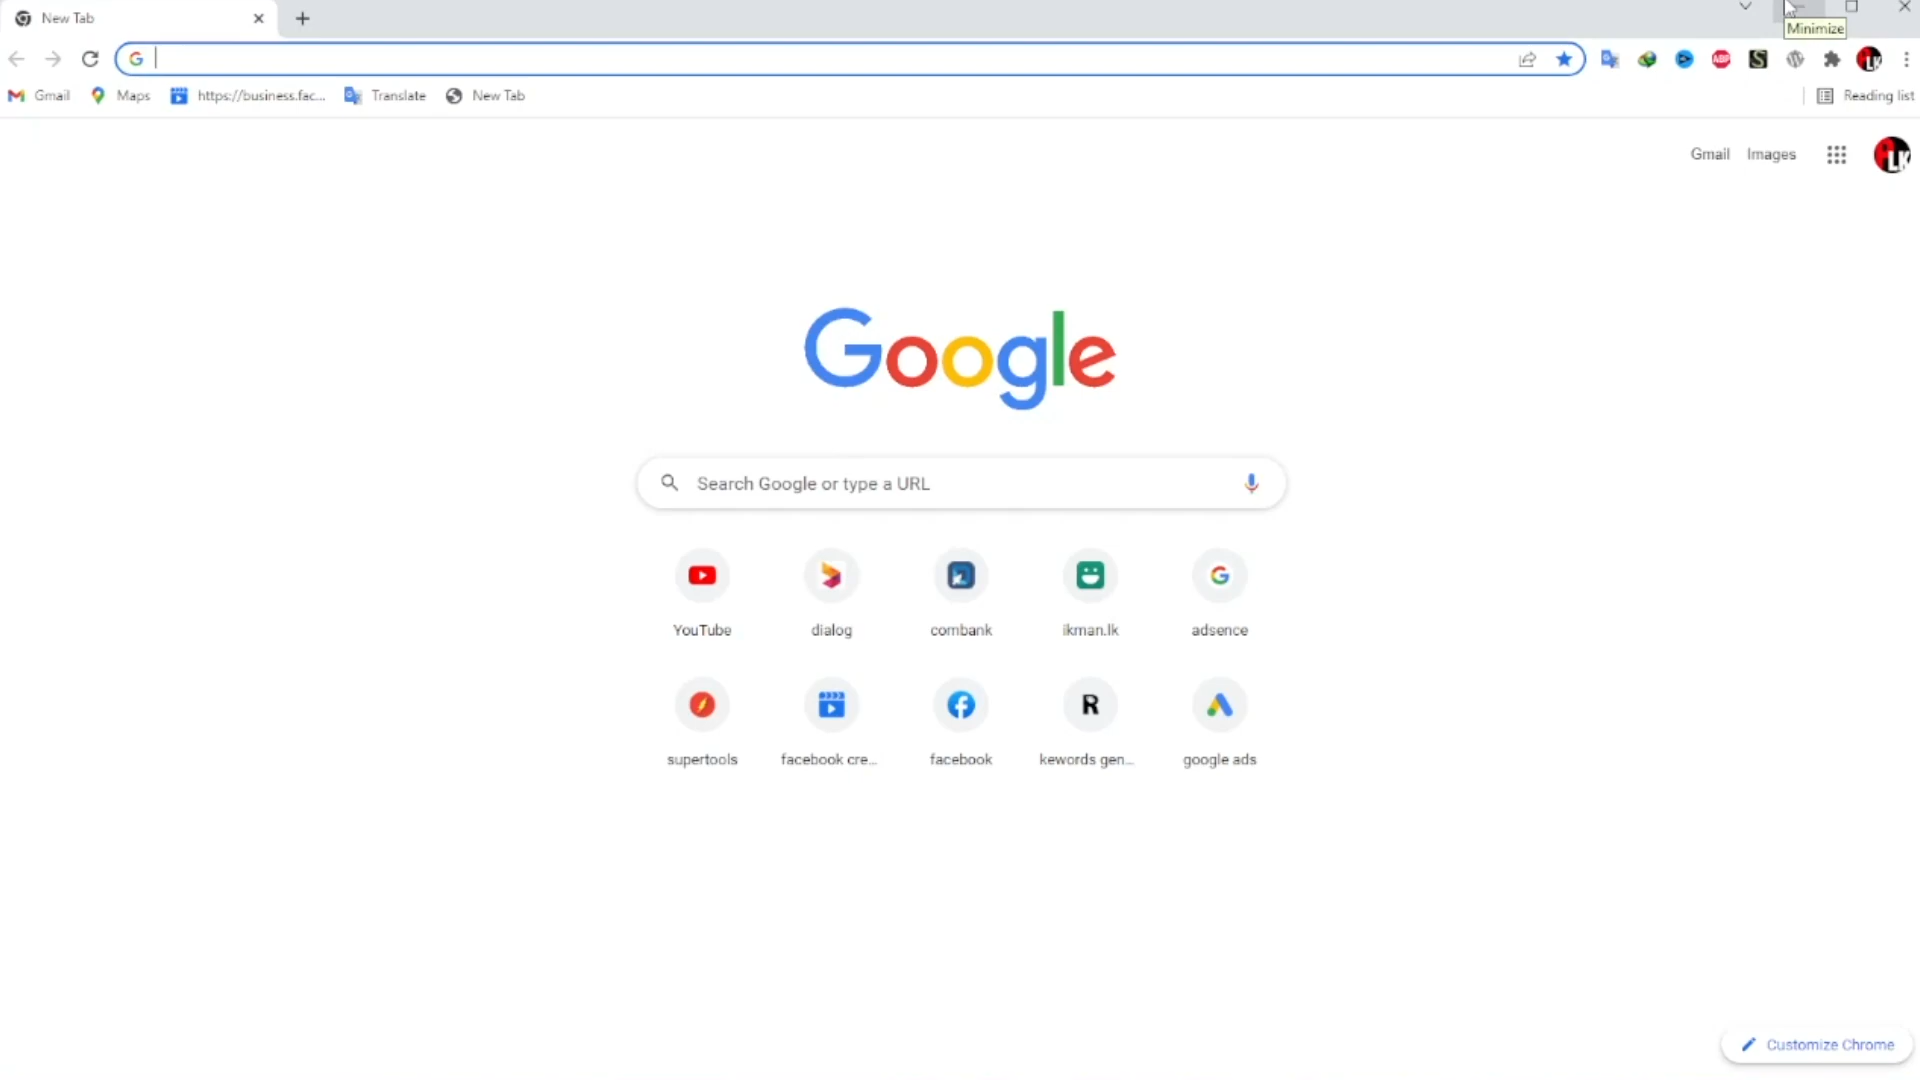 New Tab
Minimize
Gmail Maps https://business.fac... Translate New Tab Reading list
Gmail Images
Google
Search Google or type a URL
YouTube dialog combank ikman.lk adsence
supertools facebook cre... facebook kewords gen... google ads
Customize Chrome